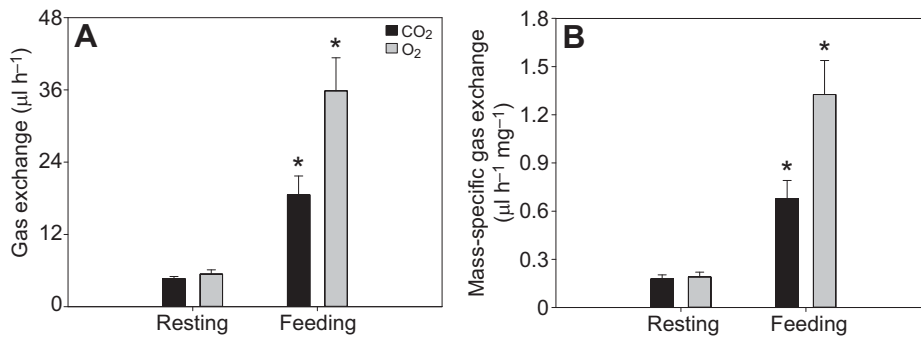 A
CO₂
O₂
Gas exchange (μl h⁻¹)
48
36
24
12
0
*
*
Resting
Feeding
B
Mass-specific gas exchange
(μl h⁻¹ mg⁻¹)
1.8
1.5
1.2
0.9
0.6
0.3
0
*
*
Resting
Feeding